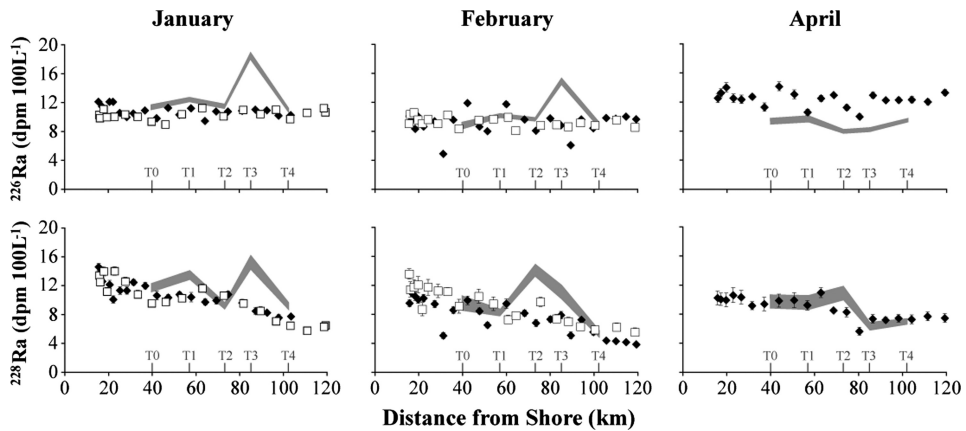 January February April
²²⁶Ra (dpm 100L⁻¹)
20
16
12
8
4
0
T0 T1 T2 T3 T4
T0 T1 T2 T3 T4
T0 T1 T2 T3 T4
²²⁸Ra (dpm 100L⁻¹)
20
16
12
8
4
0
T0 T1 T2 T3 T4
T0 T1 T2 T3 T4
T0 T1 T2 T3 T4
0 20 40 60 80 100 120
0 20 40 60 80 100 120
0 20 40 60 80 100 120
Distance from Shore (km)